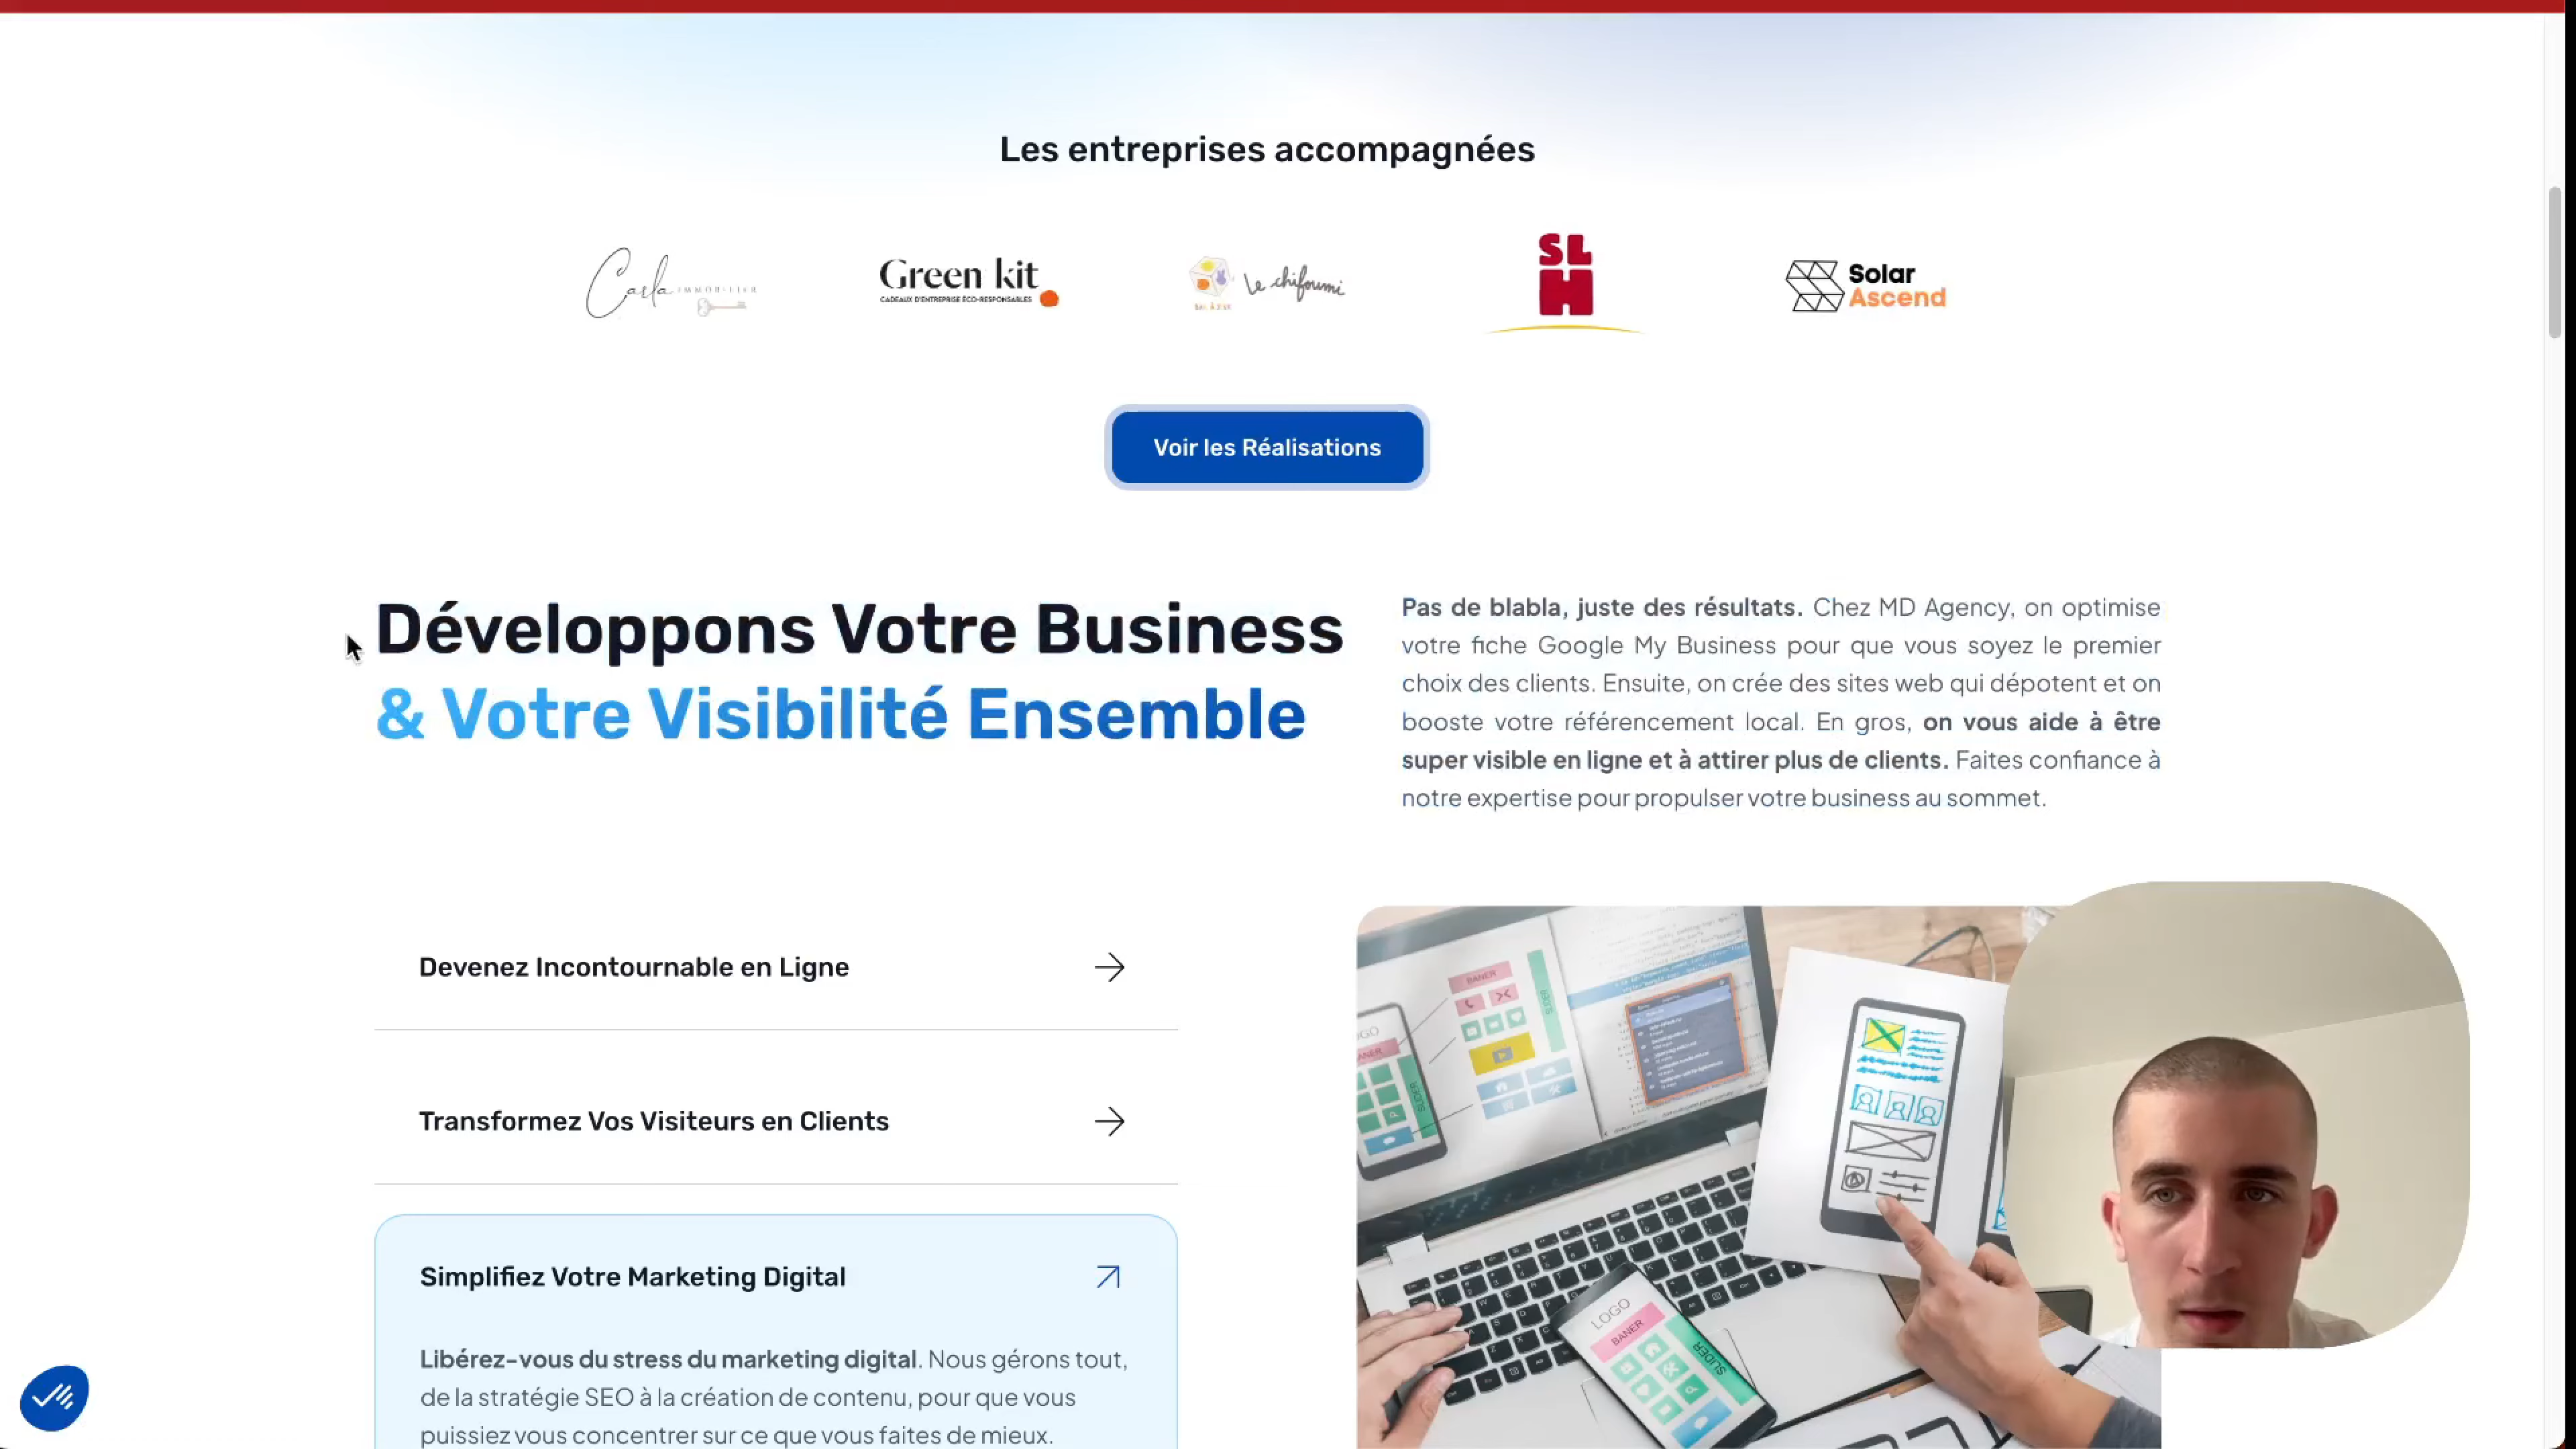 Les entreprises accompagnées
Carla IMMOBILIER
Green kit
CADEAUX D'ENTREPRISE ÉCO-RESPONSABLES
Le chifoumi
SL
H
Solar
Ascend
Voir les Réalisations
Développons Votre Business
& Votre Visibilité Ensemble
Pas de blabla, juste des résultats. Chez MD Agency, on optimise
votre fiche Google My Business pour que vous soyez le premier
choix des clients. Ensuite, on crée des sites web qui dépotent et on
booste votre référencement local. En gros, on vous aide à être
super visible en ligne et à attirer plus de clients. Faites confiance à
notre expertise pour propulser votre business au sommet.
Devenez Incontournable en Ligne
Transformez Vos Visiteurs en Clients
Simplifiez Votre Marketing Digital
Libérez-vous du stress du marketing digital. Nous gérons tout,
de la stratégie SEO à la création de contenu, pour que vous
puissiez vous concentrer sur ce que vous faites de mieux.
BANER
SLIDER
BANER
SLIDER
LOGO
BANER
SLIDER